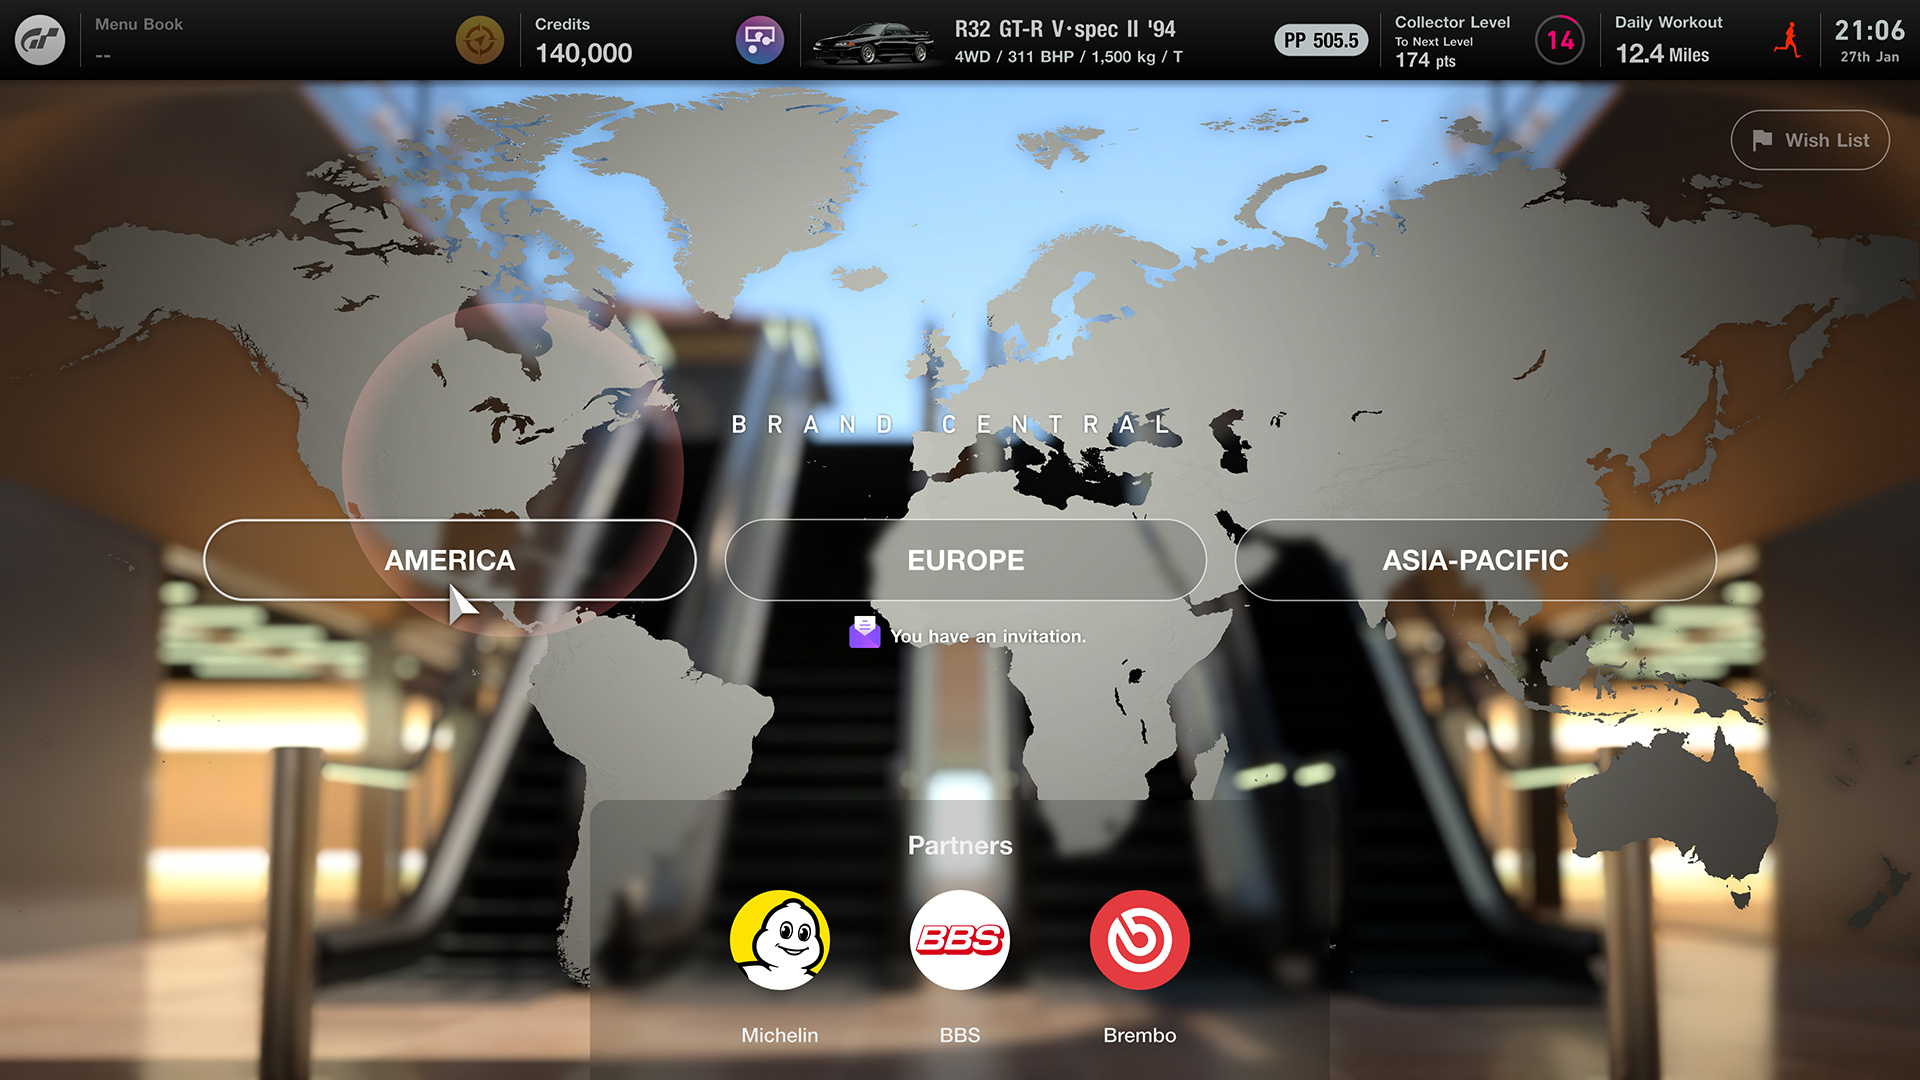 Menu Book
--
Credits
140,000
R32 GT-R V·spec II '94
4WD / 311 BHP / 1,500 kg / T
PP 505.5
Collector Level
To Next Level
174 pts
14
Daily Workout
12.4 Miles
21:06
27th Jan
Wish List
BRAND CENTRAL
AMERICA
EUROPE
ASIA-PACIFIC
You have an invitation.
Partners
BBS
Michelin
BBS
Brembo